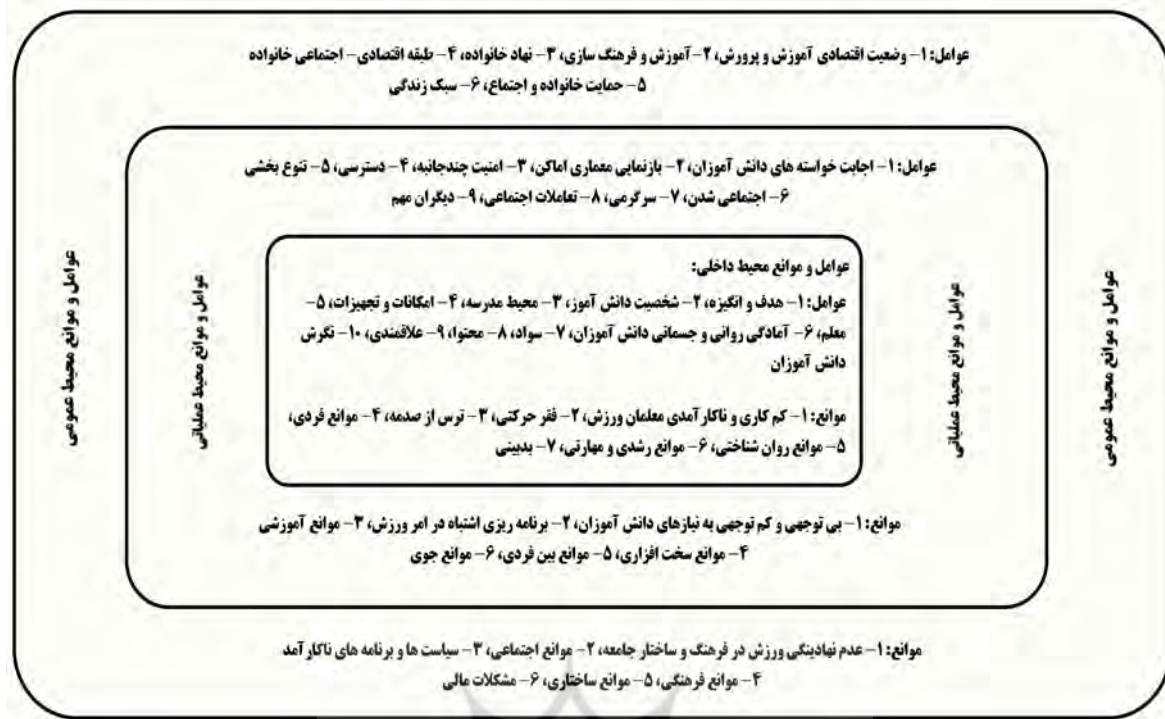 عوامل: ۱- وضعیت اقتصادی آموزش و پرورش، ۲- آموزش و فرهنگ سازی، ۳- نهاد خانواده، ۴- طبقه اقتصادی- اجتماعی خانواده
۵- حمایت خانواده و اجتماع، ۶- سبک زندگی
عوامل: ۱- اجابت خواسته های دانش آموزان، ۲- بازنمایی معماری اماکن، ۳- امنیت چندجانبه، ۴- دسترسی، ۵- تنوع بخشی
۶- اجتماعی شدن، ۷- سرگرمی، ۸- تعاملات اجتماعی، ۹- دیگران مهم
عوامل و موانع محیط عمومی
عوامل و موانع محیط عملیاتی
عوامل و موانع محیط داخلی:
عوامل: ۱- هدف و انگیزه، ۲- شخصیت دانش آموز، ۳- محیط مدرسه، ۴- امکانات و تجهیزات، ۵-
معلم، ۶- آمادگی روانی و جسمانی دانش آموزان، ۷- سواد، ۸- محتوا، ۹- علاقمندی، ۱۰- نگرش
دانش آموزان
موانع: ۱- کم کاری و ناکارآمدی معلمان ورزش، ۲- فقر حرکتی، ۳- ترس از صدمه، ۴- موانع فردی،
۵- موانع روان شناختی، ۶- موانع رشدی و مهارتی، ۷- بدبینی
عوامل و موانع محیط عملیاتی
عوامل و موانع محیط عمومی
موانع: ۱- بی توجهی و کم توجهی به نیازهای دانش آموزان، ۲- برنامه ریزی اشتباه در امر ورزش، ۳- موانع آموزشی
۴- موانع سخت افزاری، ۵- موانع بین فردی، ۶- موانع جوی
موانع: ۱- عدم نهادینگی ورزش در فرهنگ و ساختار جامعه، ۲- موانع اجتماعی، ۳- سیاست ها و برنامه های ناکارآمد
۴- موانع فرهنگی، ۵- موانع ساختاری، ۶- مشکلات مالی